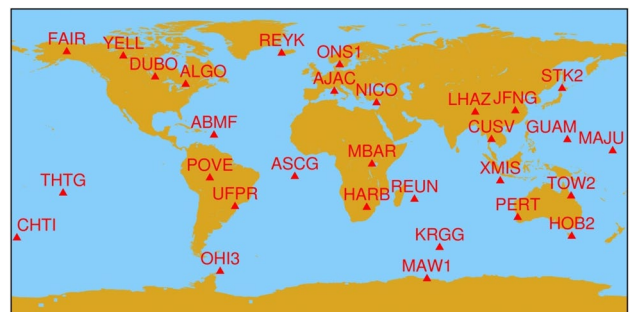 FAIR
YELL
REYK
DUBO
ONS1
ALGO
AJAC
STK2
NICO
LHAZ
JFNG
ABMF
CUSV
GUAM
MAJU
MBAR
ASCG
POVE
XMIS
THTG
TOW2
UFPR
HARB
REUN
PERT
CHTI
HOB2
KRGG
OHI3
MAW1